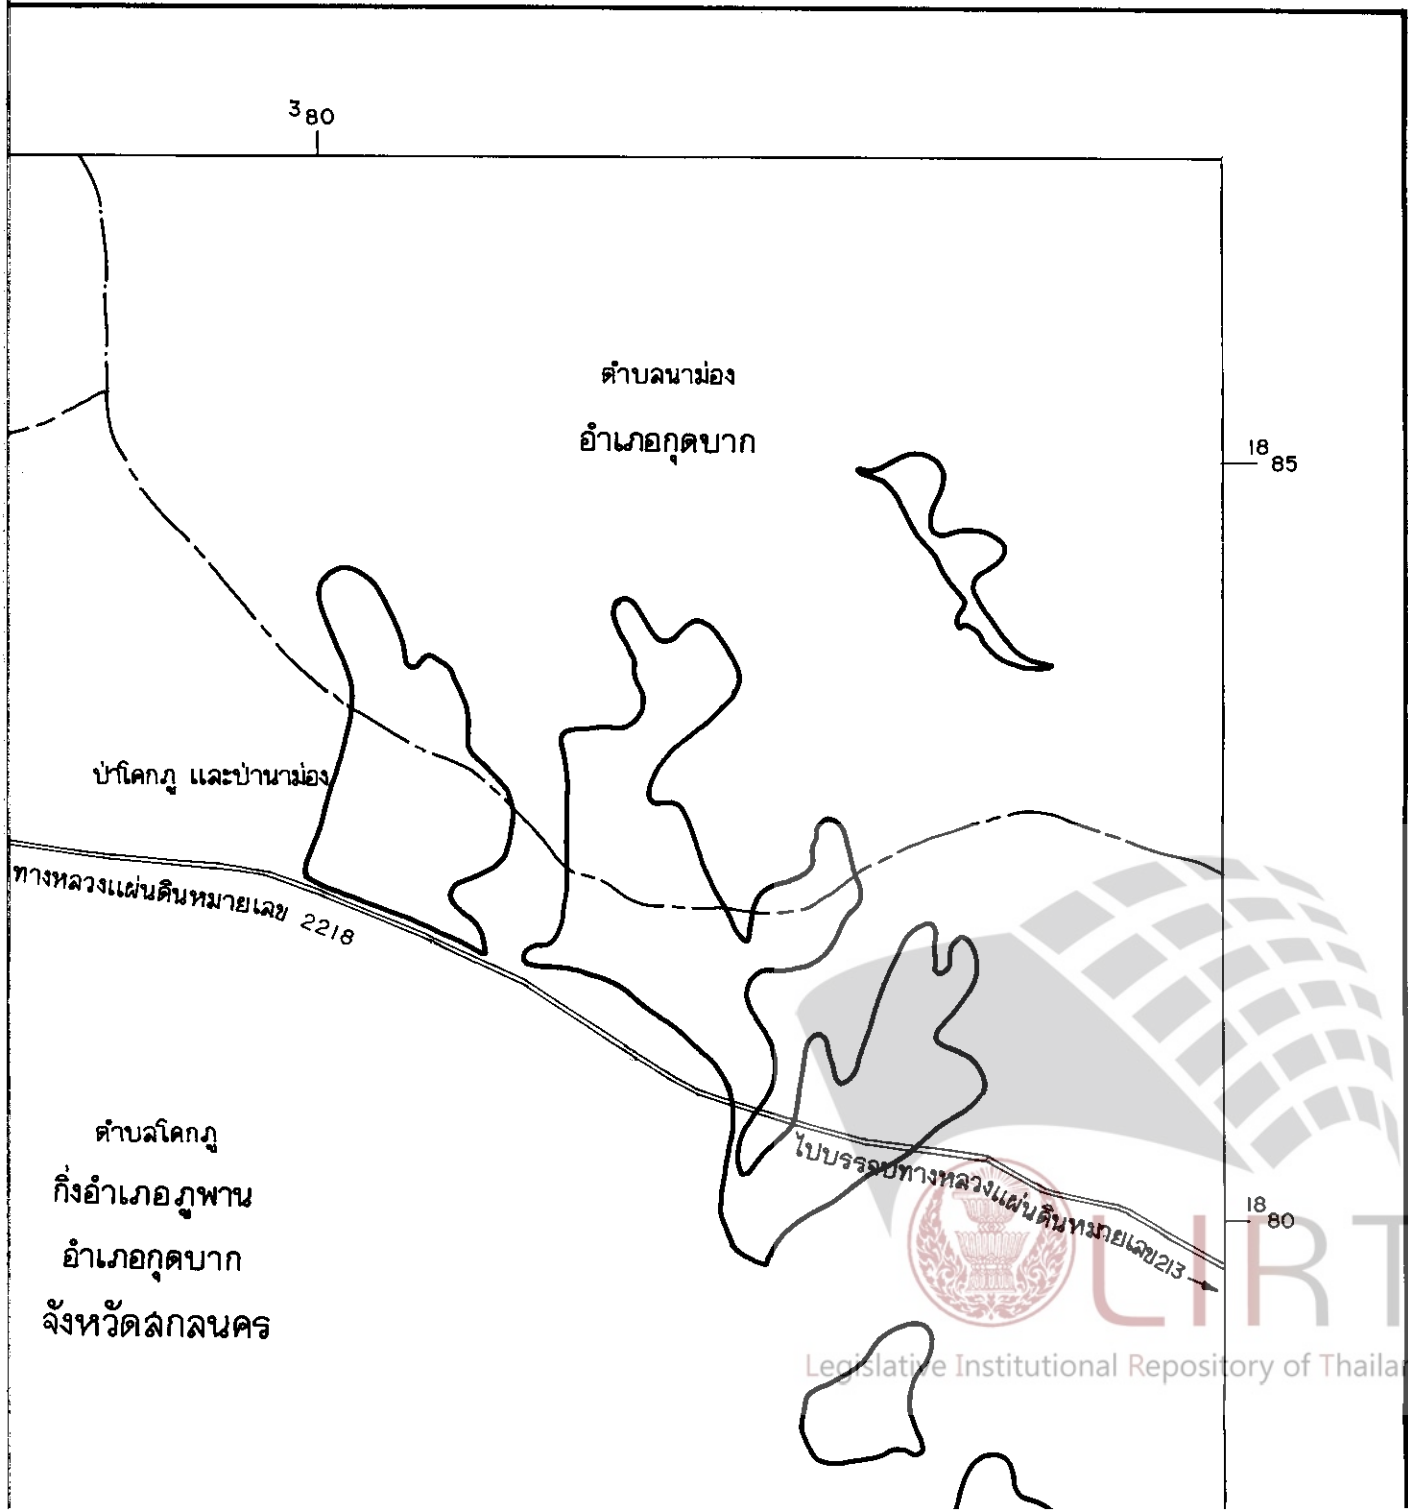 380
ตำบลนาม่อง
อำเภอกุดบาก
1885
ป่าโคกภู และป่านาม่อง
ทางหลวงแผ่นดินหมายเลข 2218
ตำบลโคกภู
กิ่งอำเภอภูพาน
อำเภอกุดบาก
จังหวัดสกลนคร
ไปบรรจบทางหลวงแผ่นดินหมายเลข213
1880
LIRT
Legislative Institutional Repository of Thailan